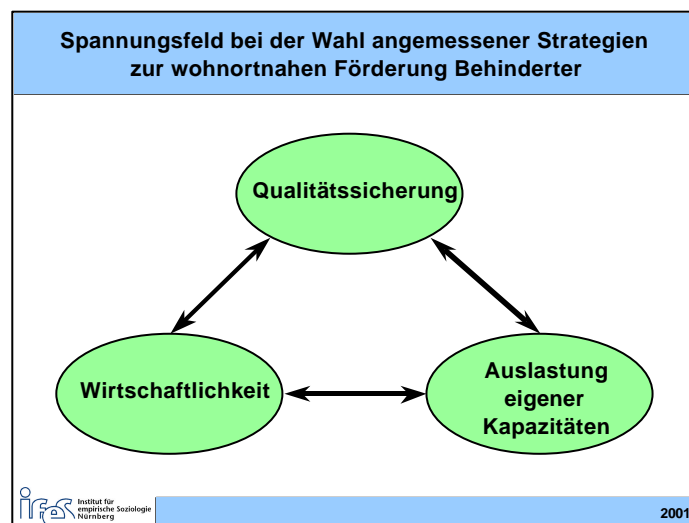 Spannungsfeld bei der Wahl angemessener Strategien
zur wohnortnahen Förderung Behinderter
Qualitätssicherung
Wirtschaftlichkeit
Auslastung
eigener
Kapazitäten
ifes
Institut für
empirische Soziologie
Nürnberg
2001